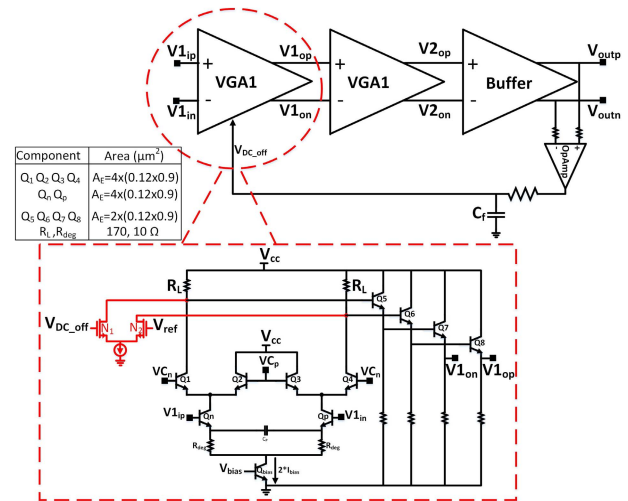 V1ip
V1in
+
-
VGA1
V1op
V1on
+
-
VGA1
V2op
V2on
+
-
Buffer
Voutp
Voutn
VDC_off
- +
OpAmp
Cf
Component Area (µm²)
Q1 Q2 Q3 Q4 AE=4x(0.12x0.9)
Qn Qp AE=4x(0.12x0.9)
Q5 Q6 Q7 Q8 AE=2x(0.12x0.9)
RL ,Rdeg 170, 10 Ω
Vcc
RL RL
Q5
Q6
Q7
Q8
VDC_off N1 N2 Vref
Vcc
VCn VCp VCn
Q1 Q2 Q3 Q4
V1on V1op
V1ip Qn Qp V1in
Rdeg Rdeg
Vbias Qbias 2*Ibias